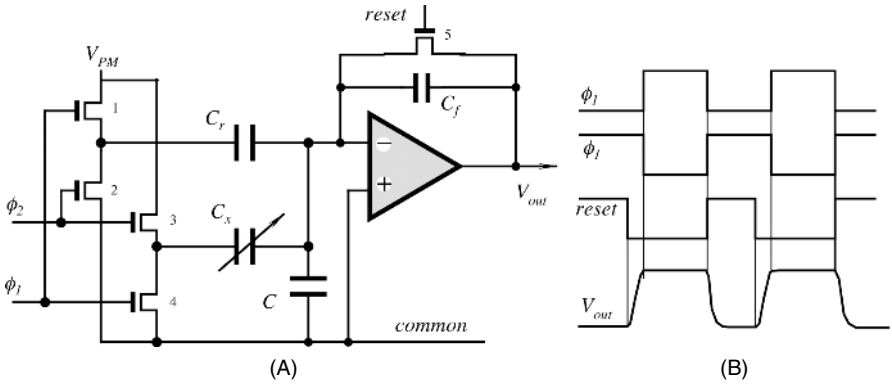 reset
5
V_PM
1
C_r
C_f
−
+
V_out
2
ϕ_2
3
C_x
ϕ_1
4
C
common
(A)
ϕ_1
ϕ_1
reset
V_out
(B)